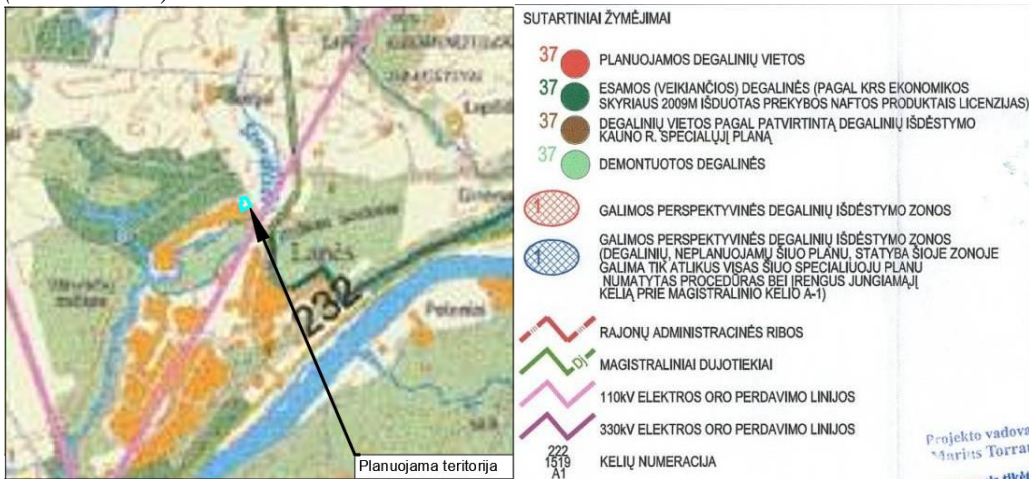 SUTARTINIAI ŽYMĖJIMAI
37 PLANUOJAMOS DEGALINIŲ VIETOS
37 ESAMOS (VEIKIANČIOS) DEGALINĖS (PAGAL KRS EKONOMIKOS
SKYRIAUS 2009M IŠDUOTAS PREKYBOS NAFTOS PRODUKTAIS LICENZIJAS)
37 DEGALINIŲ VIETOS PAGAL PATVIRTINTĄ DEGALINIŲ IŠDĖSTYMO
KAUNO R. SPECIALŲJĮ PLANĄ
37 DEMONTUOTOS DEGALINĖS
1 GALIMOS PERSPEKTYVINĖS DEGALINIŲ IŠDĖSTYMO ZONOS
1 GALIMOS PERSPEKTYVINĖS DEGALINIŲ IŠDĖSTYMO ZONOS
(DEGALINIŲ, NEPLANUOJAMŲ ŠIUO PLANU, STATYBA ŠIOJE ZONOJE
GALIMA TIK ATLIKUS VISAS ŠIUO SPECIALIUOJU PLANU
NUMATYTAS PROCEDŪRAS BEI ĮRENGUS JUNGIAMĄJĮ
KELIĄ PRIE MAGISTRALINIO KELIO A-1)
RAJONŲ ADMINISTRACINĖS RIBOS
Dj MAGISTRALINIAI DUJOTIEKIAI
110kV ELEKTROS ORO PERDAVIMO LINIJOS
330kV ELEKTROS ORO PERDAVIMO LINIJOS
222
1519
A1
KELIŲ NUMERACIJA
Projekto vadova
Marius Torrau
232
Planuojama teritorija